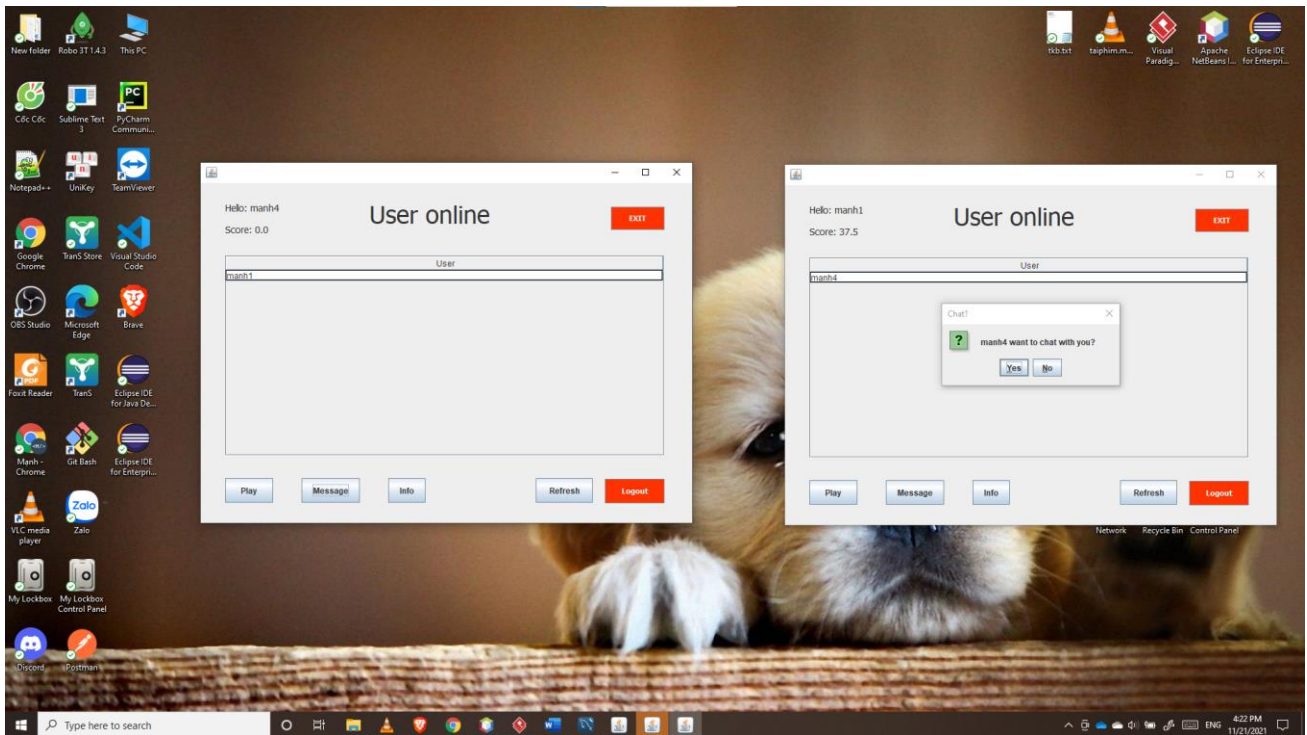 New folder
Robo 3T 1.4.3
This PC
tkb.txt
taiphim.m...
Visual Paradig...
Apache NetBeans I...
Eclipse IDE for Enterpri...
Cốc Cốc
Sublime Text 3
PyCharm Communi...
Notepad++
UniKey
TeamViewer
Google Chrome
TranS Store
Visual Studio Code
OBS Studio
Microsoft Edge
Brave
Foxit Reader
TranS
Eclipse IDE for Java De...
Mạnh - Chrome
Git Bash
Eclipse IDE for Enterpri...
VLC media player
Zalo
My Lockbox
My Lockbox Control Panel
Discord
Postman
Network
Recycle Bin
Control Panel
Hello: manh4
Score: 0.0
User online
EXIT
User
manh1
Play
Message
Info
Refresh
Logout
Hello: manh1
Score: 37.5
User online
EXIT
User
manh4
Chat?
manh4 want to chat with you?
Yes
No
Play
Message
Info
Refresh
Logout
Type here to search
ENG
4:22 PM
11/21/2021